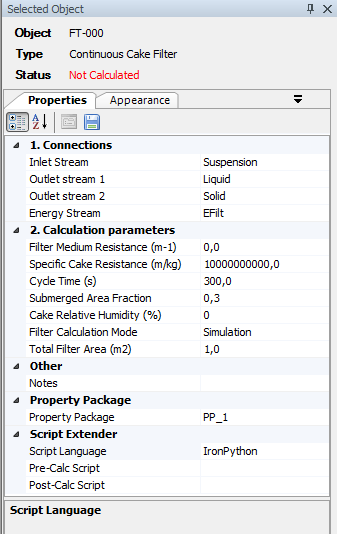 Selected Object
Object FT-000
Type Continuous Cake Filter
Status Not Calculated
Properties Appearance
1. Connections
Inlet Stream Suspension
Outlet stream 1 Liquid
Outlet stream 2 Solid
Energy Stream EFilt
2. Calculation parameters
Filter Medium Resistance (m-1) 0,0
Specific Cake Resistance (m/kg) 10000000000,0
Cycle Time (s) 300,0
Submerged Area Fraction 0,3
Cake Relative Humidity (%) 0
Filter Calculation Mode Simulation
Total Filter Area (m2) 1,0
Other
Notes
Property Package
Property Package PP_1
Script Extender
Script Language IronPython
Pre-Calc Script
Post-Calc Script
Script Language